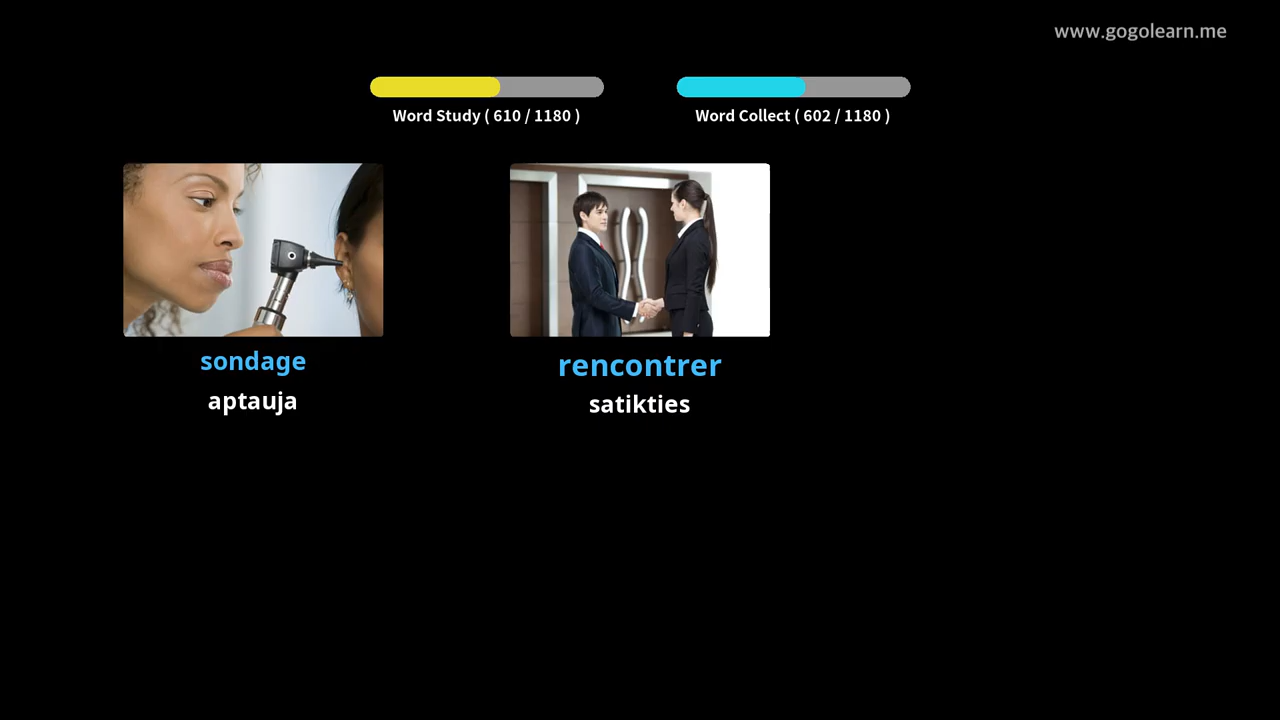 www.gogolearn.me
Word Study ( 610 / 1180 )
Word Collect ( 602 / 1180 )
sondage
aptauja
rencontrer
satikties